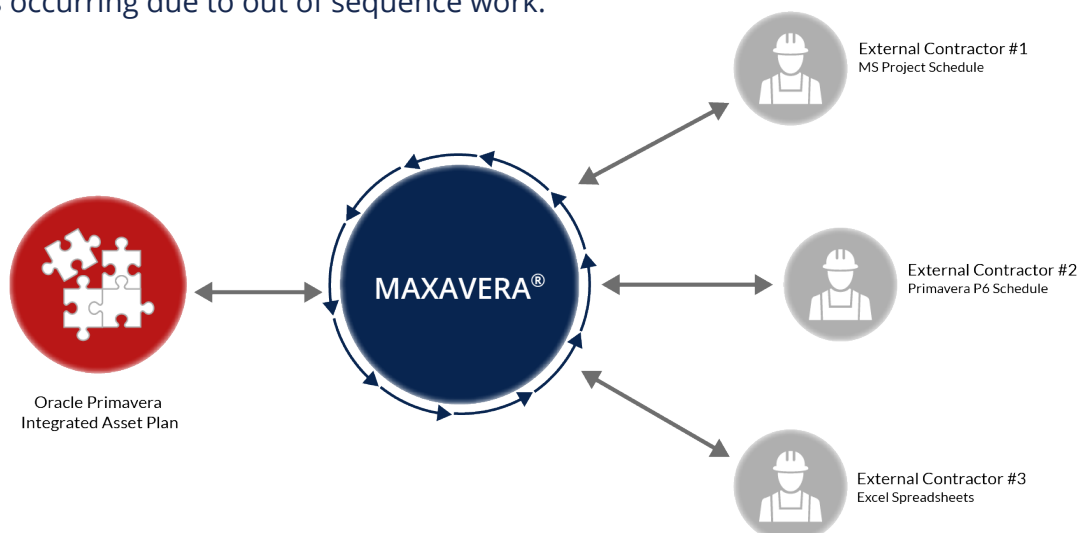 occurring due to out of sequence work.
External Contractor #1
MS Project Schedule
MAXAVERA®
External Contractor #2
Primavera P6 Schedule
Oracle Primavera
Integrated Asset Plan
External Contractor #3
Excel Spreadsheets